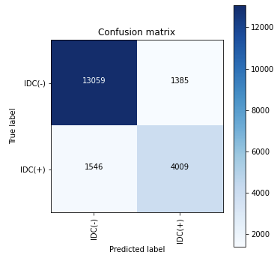 Confusion matrix
12000
13059
1385
IDC(-)
10000
8000
True label
6000
1546
4009
IDC(+)
4000
2000
IDC(-)
IDC(+)
Predicted label